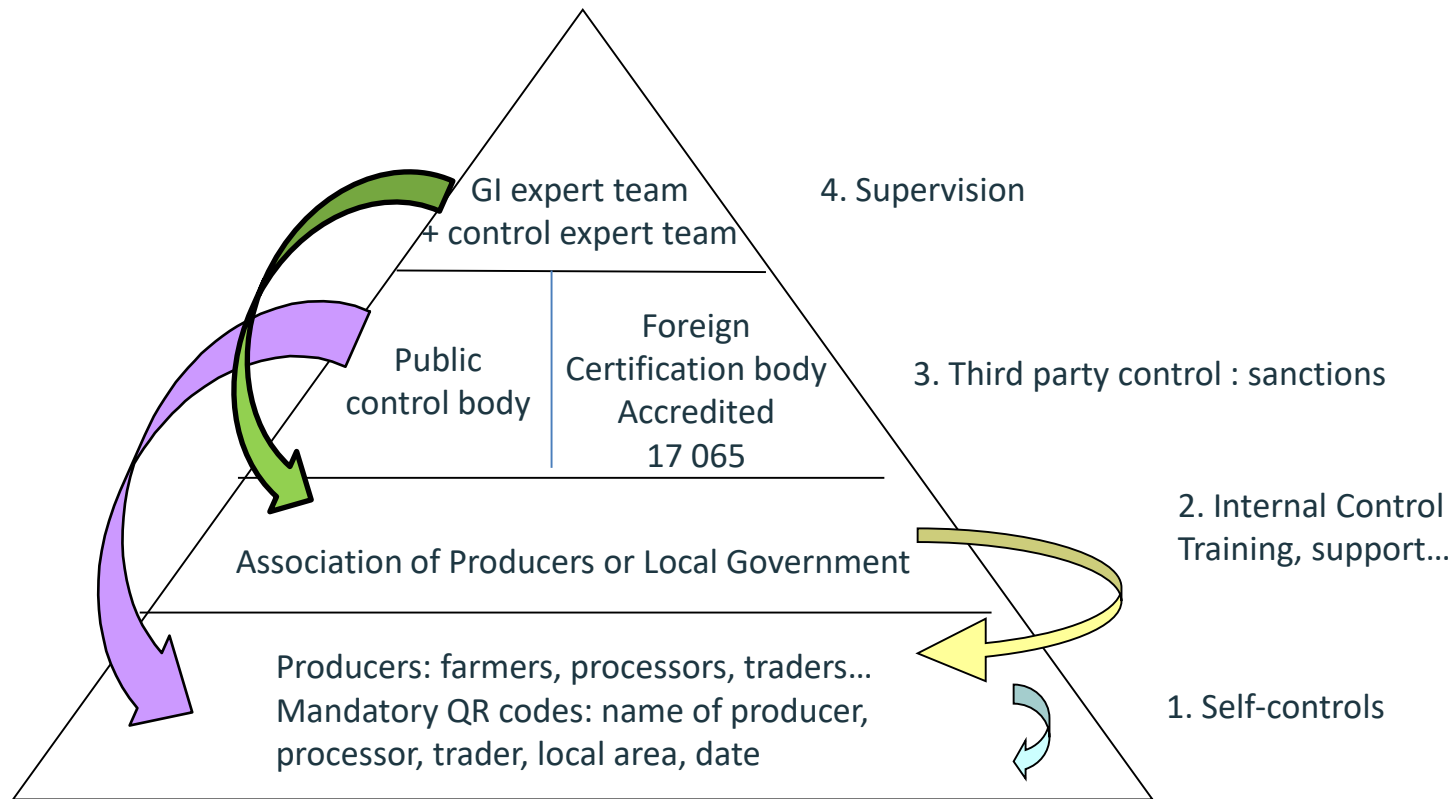 GI expert team
+ control expert team
4. Supervision
Public
control body
Foreign
Certification body
Accredited
17 065
3. Third party control : sanctions
Association of Producers or Local Government
2. Internal Control
Training, support…
Producers: farmers, processors, traders…
Mandatory QR codes: name of producer,
processor, trader, local area, date
1. Self-controls